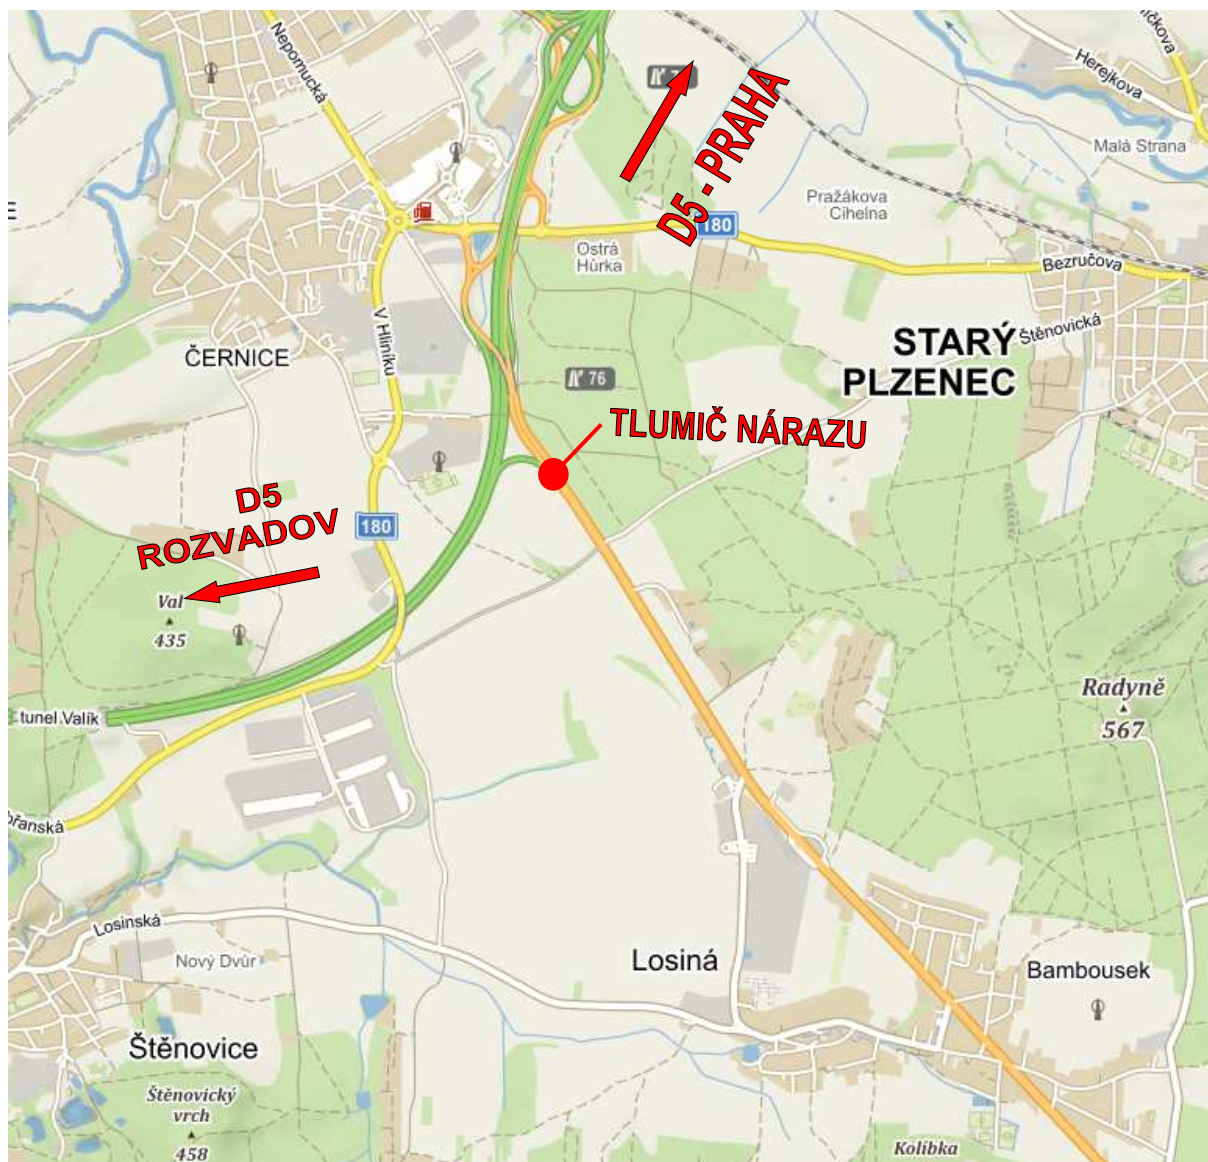 Nepomucká
Herejkova
Malá Strana
D5 - PRAHA
Pražákova
Cihelna
180
Ostrá
Hůrka
Bezručova
V Hliníku
Štěnovická
ČERNICE
STARÝ
PLZENEC
76
TLUMIČ NÁRAZU
D5
ROZVADOV
180
Val
435
Radyně
567
tunel Valík
Losinská
Nový Dvůr
Losiná
Bambousek
Štěnovice
Štěnovický
vrch
458
Kolíbka